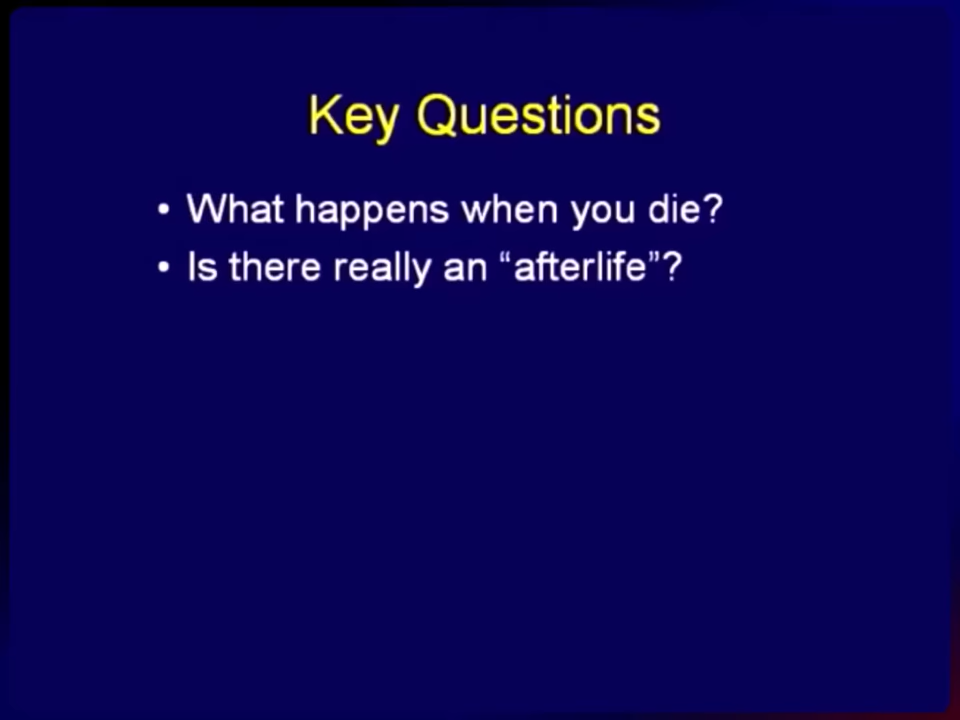 Key Questions
• What happens when you die?
• Is there really an “afterlife”?